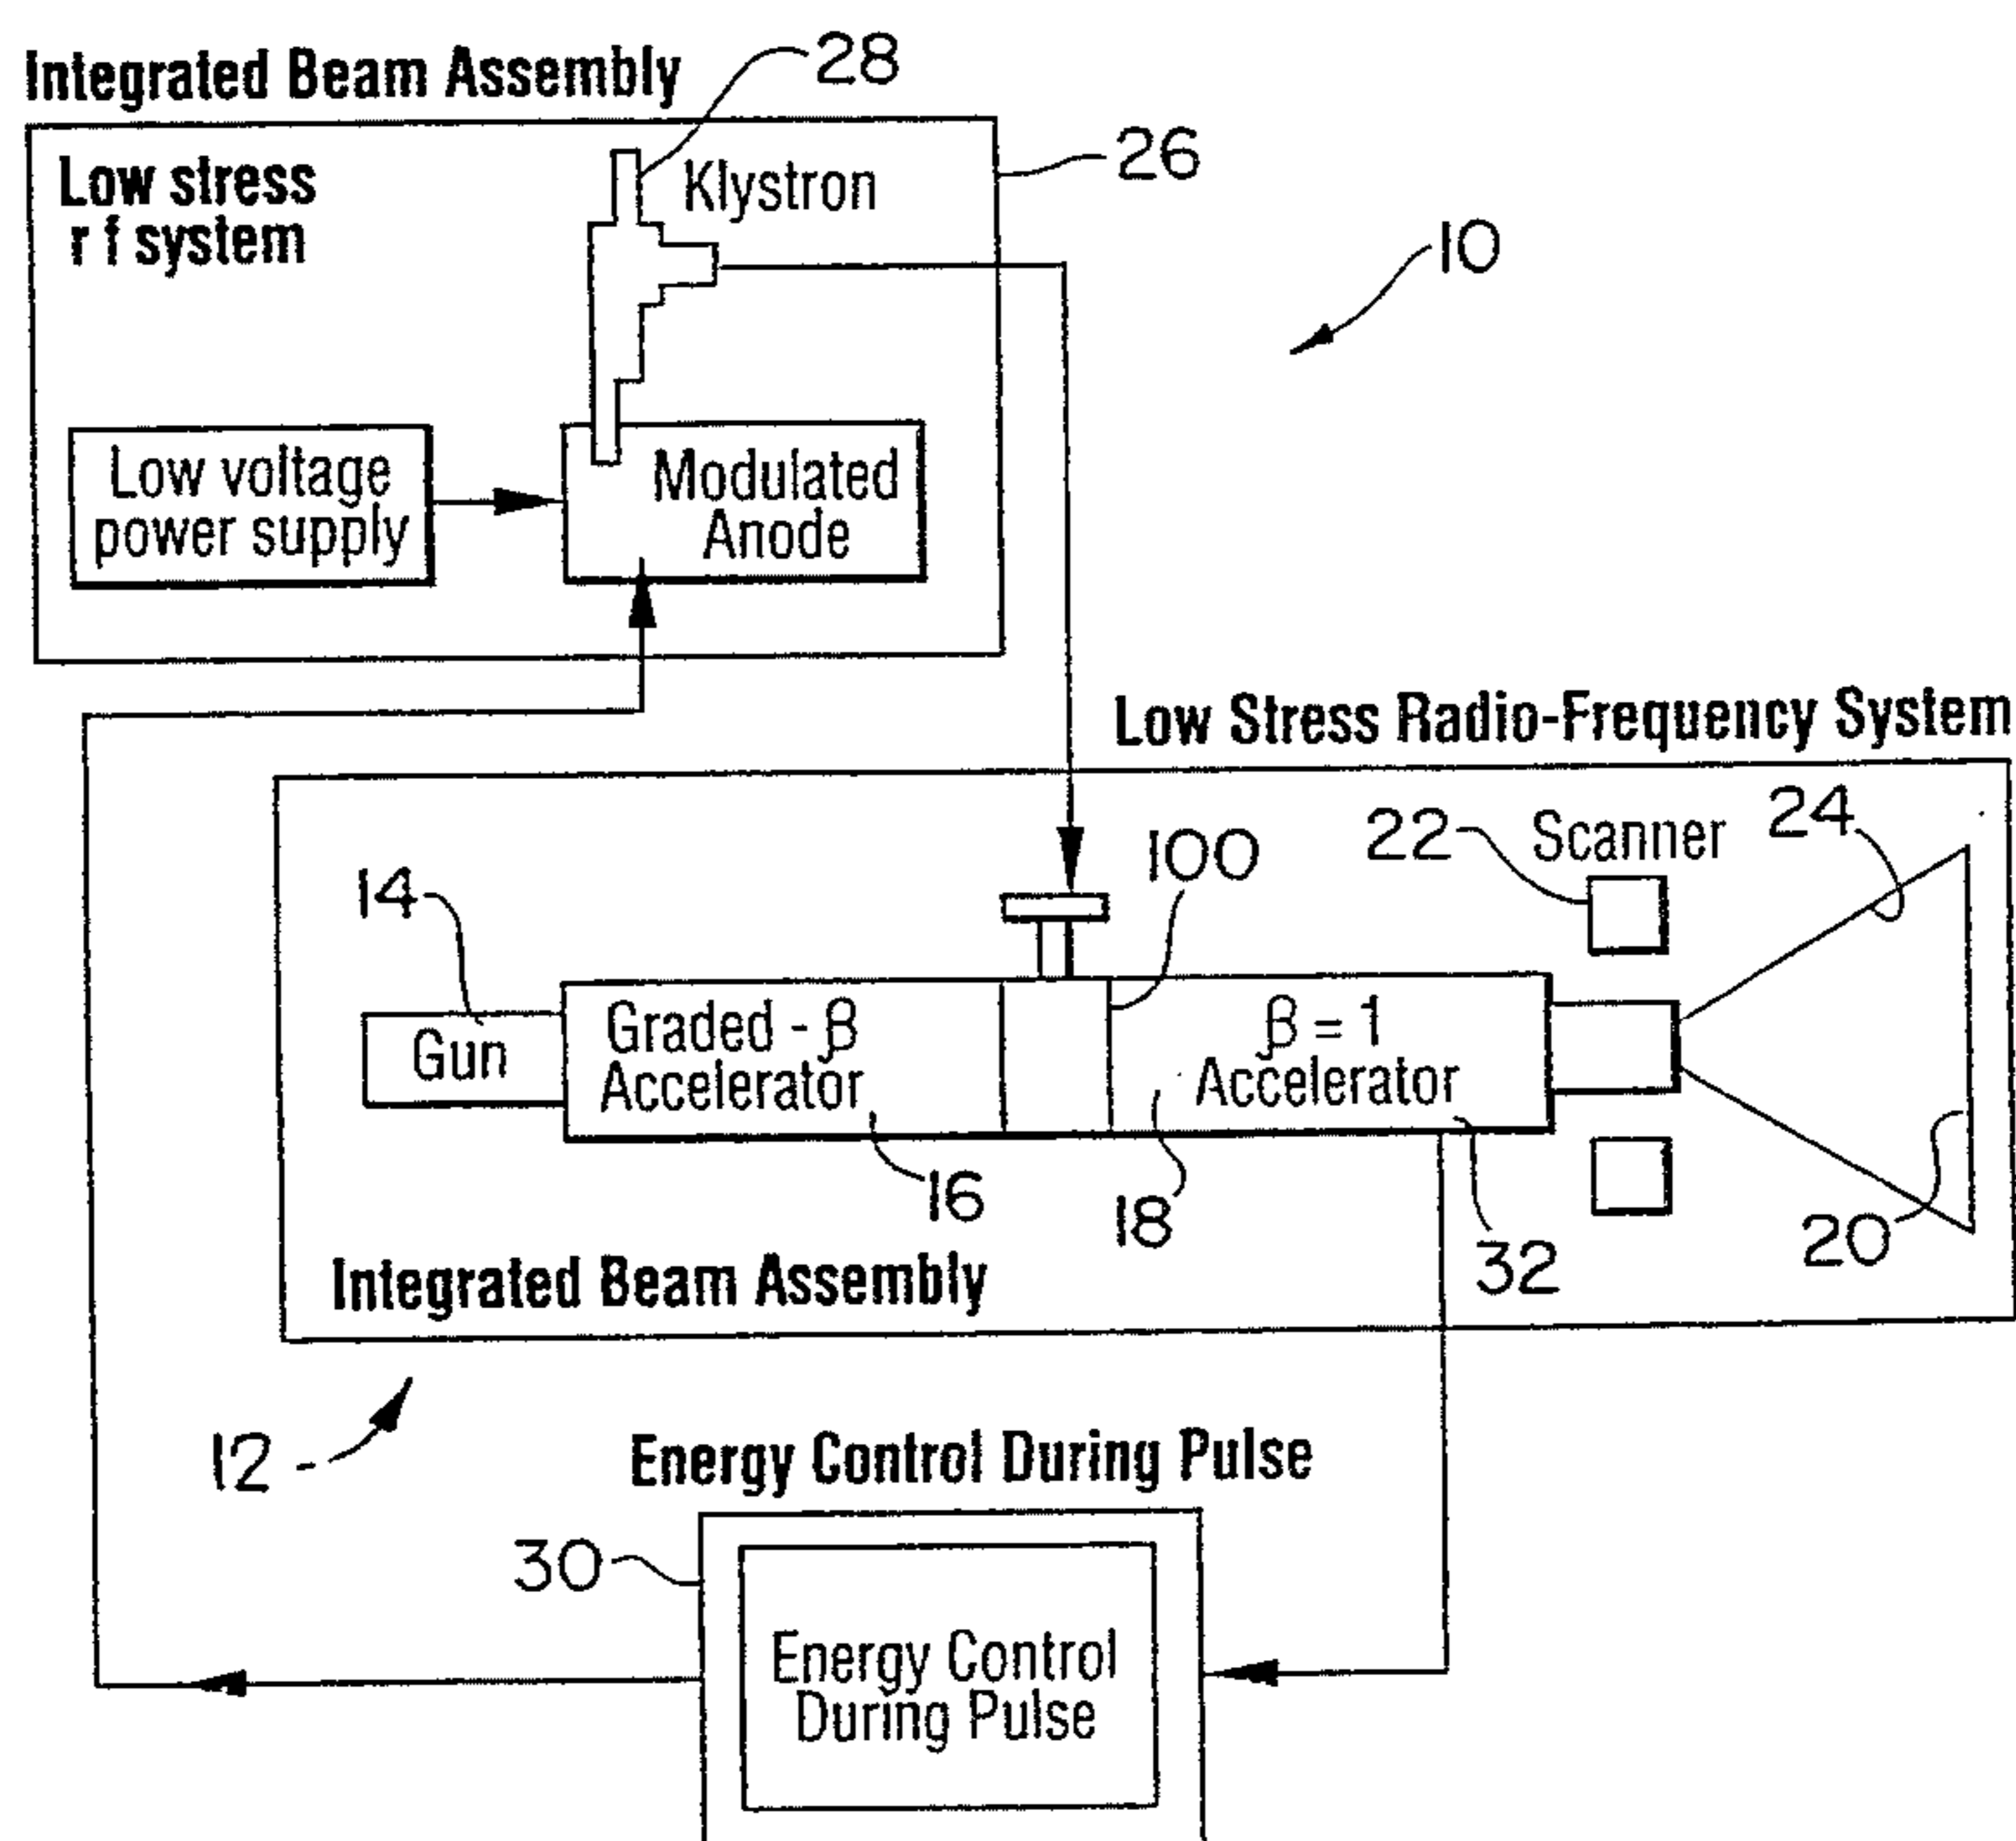 Integrated Beam Assembly
28
26
Low stress
r f system
Klystron
10
Low voltage
power supply
Modulated
Anode
Low Stress Radio-Frequency System
22
Scanner
24
100
14
Gun
Graded - β
Accelerator
β = 1
Accelerator
16
18
32
20
Integrated Beam Assembly
12
Energy Control During Pulse
30
Energy Control
During Pulse